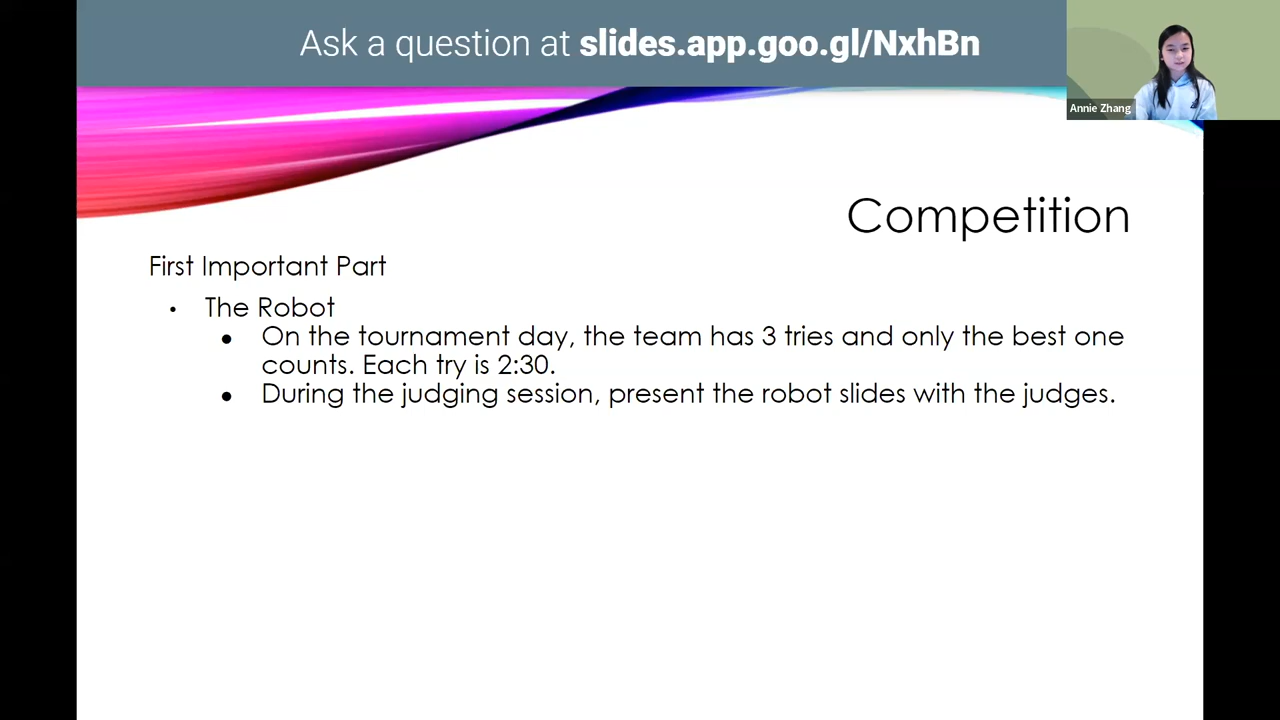 Ask a question at slides.app.goo.gl/NxhBn
Annie Zhang
Competition
First Important Part
• The Robot
● On the tournament day, the team has 3 tries and only the best one
counts. Each try is 2:30.
● During the judging session, present the robot slides with the judges.